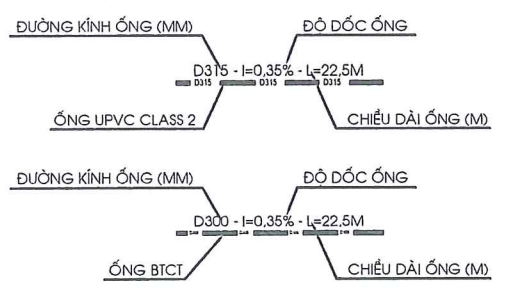 ĐƯỜNG KÍNH ỐNG (MM) ĐỘ DỐC ỐNG
D315 - I=0,35% - L=22,5M
D315 D315 D315
ỐNG UPVC CLASS 2 CHIỀU DÀI ỐNG (M)
ĐƯỜNG KÍNH ỐNG (MM) ĐỘ DỐC ỐNG
D300 - I=0,35% - L=22,5M
ỐNG BTCT CHIỀU DÀI ỐNG (M)